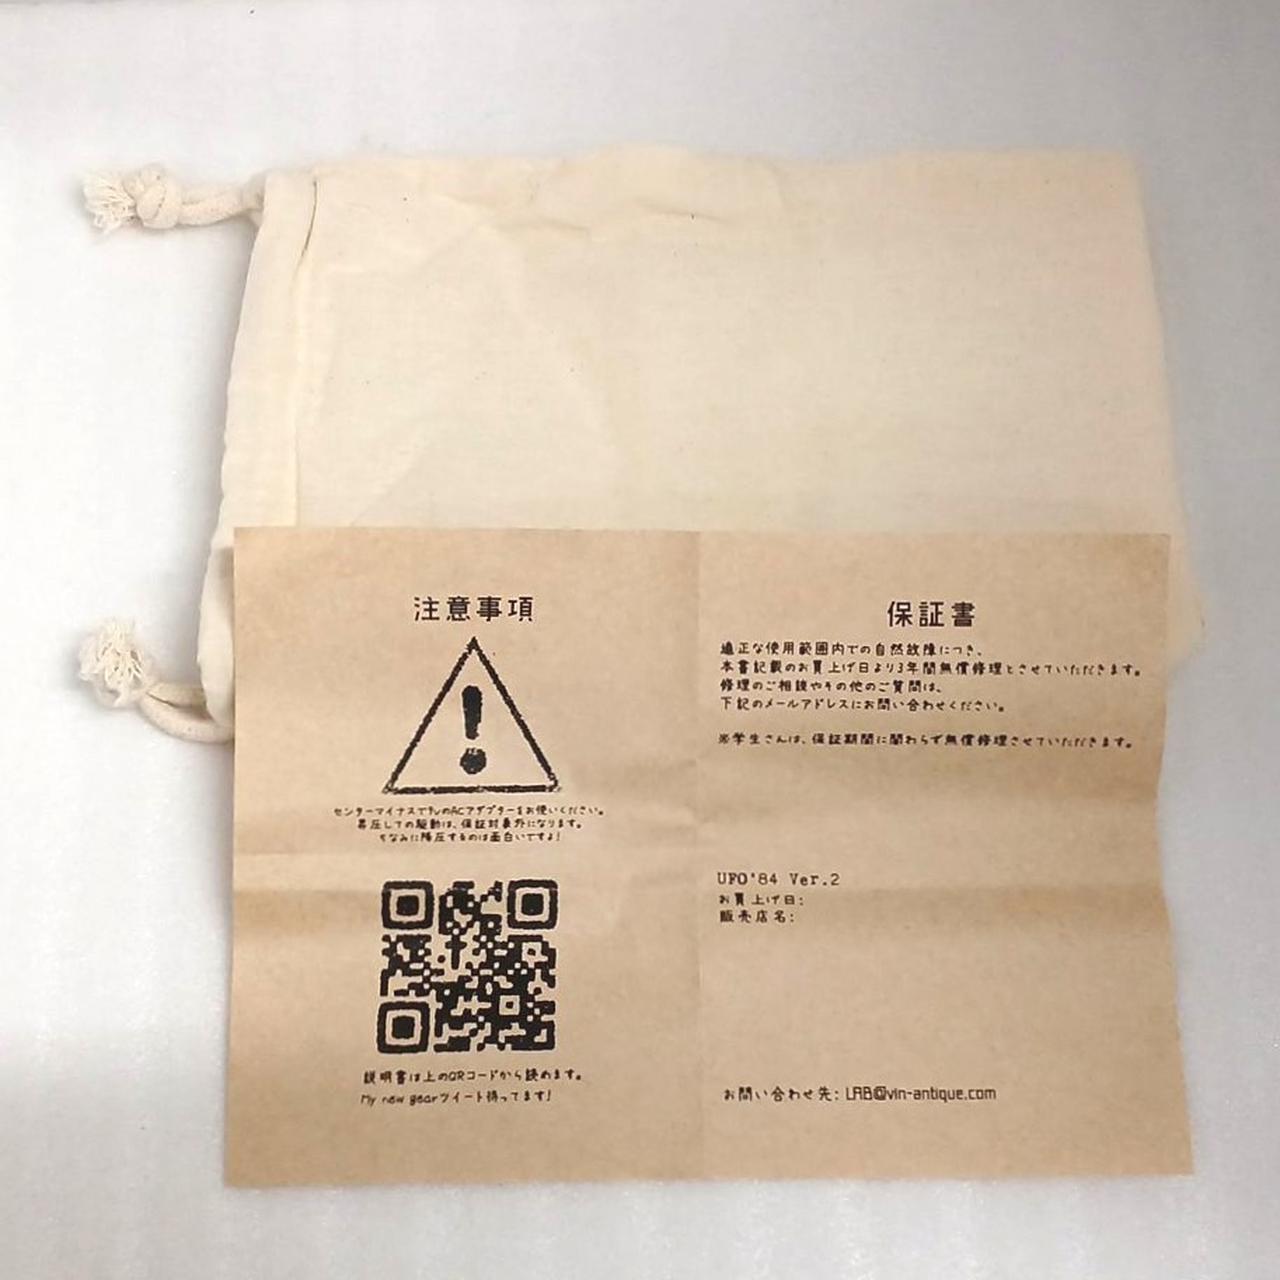 注意事項
センターマイナスで9vのACアダプターをお使いください。
昇圧しての駆動は、保証対象外になります。
ちなみに降圧するのは面白いですよ!
説明書は上のQRコードから読めます。
My new gearツイート待ってます!
保証書
適正な使用範囲内での自然故障につき、
本書記載のお買上げ日より3年間無償修理とさせていただきます。
修理のご相談やその他のご質問は、
下記のメールアドレスにお問い合わせください。
※学生さんは、保証期間に関わらず無償修理させていただきます。
UFO'84 Ver.2
お買上げ日:
販売店名:
お問い合わせ先: LAB@vin-antique.com